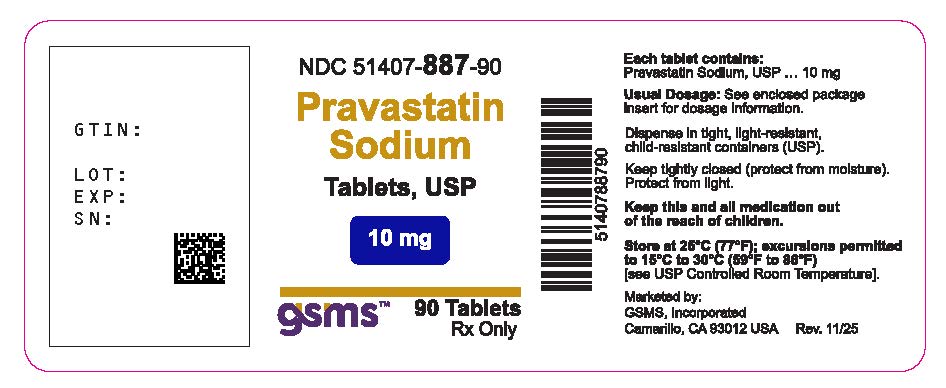 GTIN:
LOT:
EXP:
SN:
NDC 51407-887-90
Pravastatin
Sodium
Tablets, USP
10 mg
gsms™
90 Tablets
Rx Only
5140788790
Each tablet contains:
Pravastatin Sodium, USP ... 10 mg
Usual Dosage: See enclosed package
insert for dosage information.
Dispense in tight, light-resistant,
child-resistant containers (USP).
Keep tightly closed (protect from moisture).
Protect from light.
Keep this and all medication out
of the reach of children.
Store at 25°C (77°F); excursions permitted
to 15°C to 30°C (59°F to 86°F)
[see USP Controlled Room Temperature].
Marketed by:
GSMS, Incorporated
Camarillo, CA 93012 USA Rev. 11/25